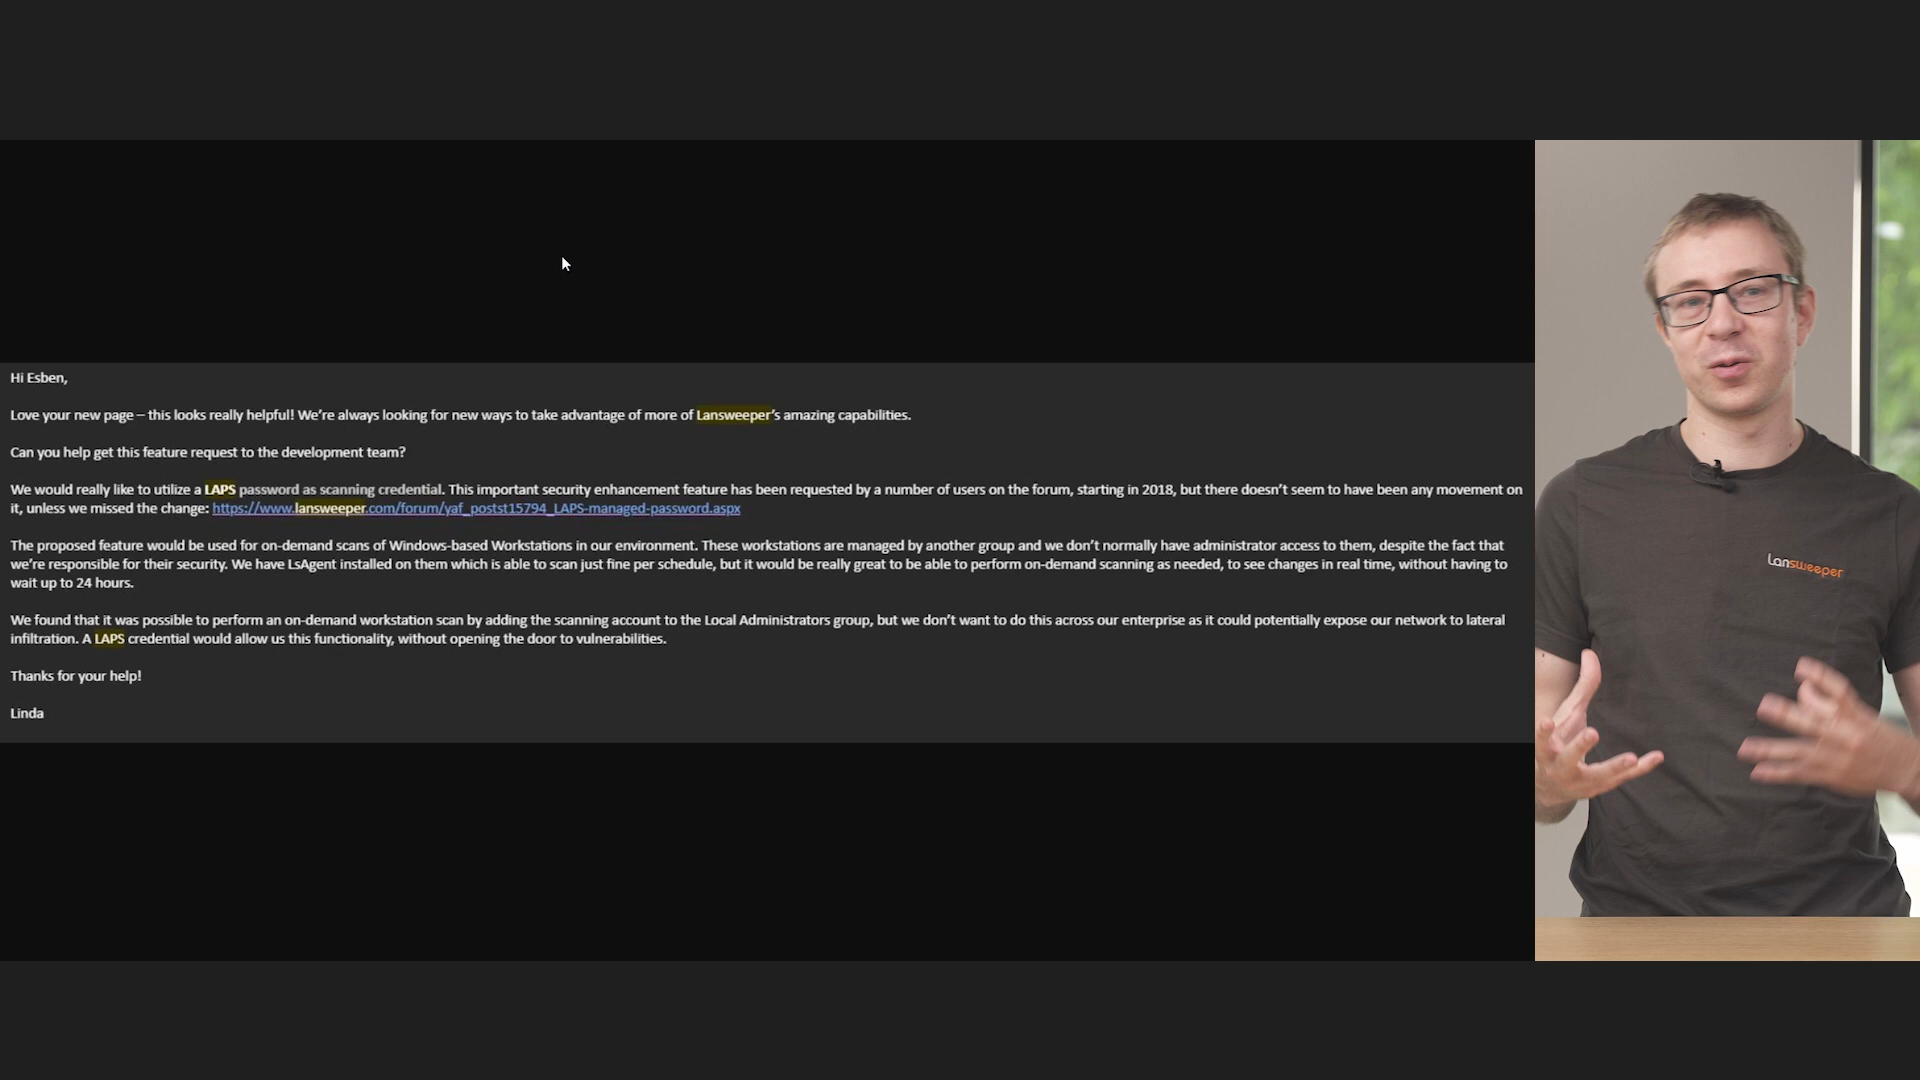 Hi Esben,
Love your new page – this looks really helpful! We're always looking for new ways to take advantage of more of Lansweeper's amazing capabilities.
Can you help get this feature request to the development team?
We would really like to utilize a LAPS password as scanning credential. This important security enhancement feature has been requested by a number of users on the forum, starting in 2018, but there doesn't seem to have been any movement on
it, unless we missed the change: https://www.lansweeper.com/forum/yaf_postst15794_LAPS-managed-password.aspx
The proposed feature would be used for on-demand scans of Windows-based Workstations in our environment. These workstations are managed by another group and we don't normally have administrator access to them, despite the fact that
we're responsible for their security. We have LsAgent installed on them which is able to scan just fine per schedule, but it would be really great to be able to perform on-demand scanning as needed, to see changes in real time, without having to
wait up to 24 hours.
We found that it was possible to perform an on-demand workstation scan by adding the scanning account to the Local Administrators group, but we don't want to do this across our enterprise as it could potentially expose our network to lateral
infiltration. A LAPS credential would allow us this functionality, without opening the door to vulnerabilities.
Thanks for your help!
Linda
Lansweeper